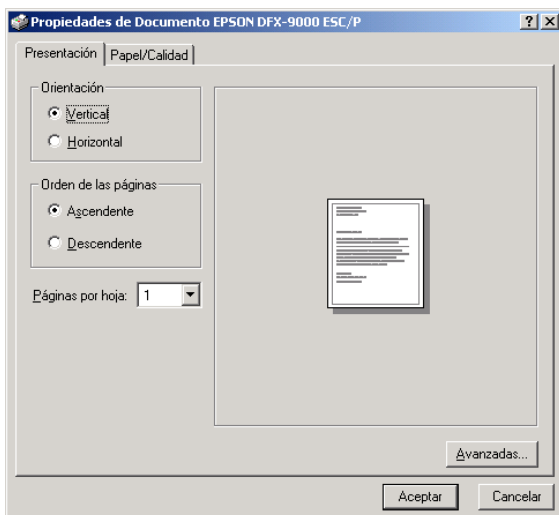 Propiedades de Documento EPSON DFX-9000 ESC/P
Presentación
Papel/Calidad
Orientación
Vertical
Horizontal
Orden de las páginas
Ascendente
Descendente
Páginas por hoja: 1
Avanzadas...
Aceptar
Cancelar